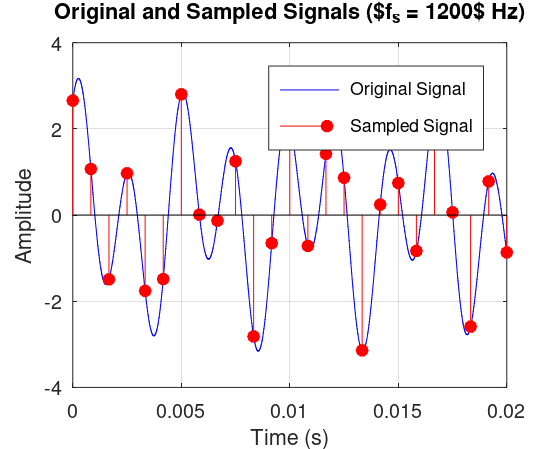 Original and Sampled Signals ($f_s = 1200$ Hz)
4
2
0
-2
-4
Amplitude
Original Signal
Sampled Signal
0
0.005
0.01
0.015
0.02
Time (s)